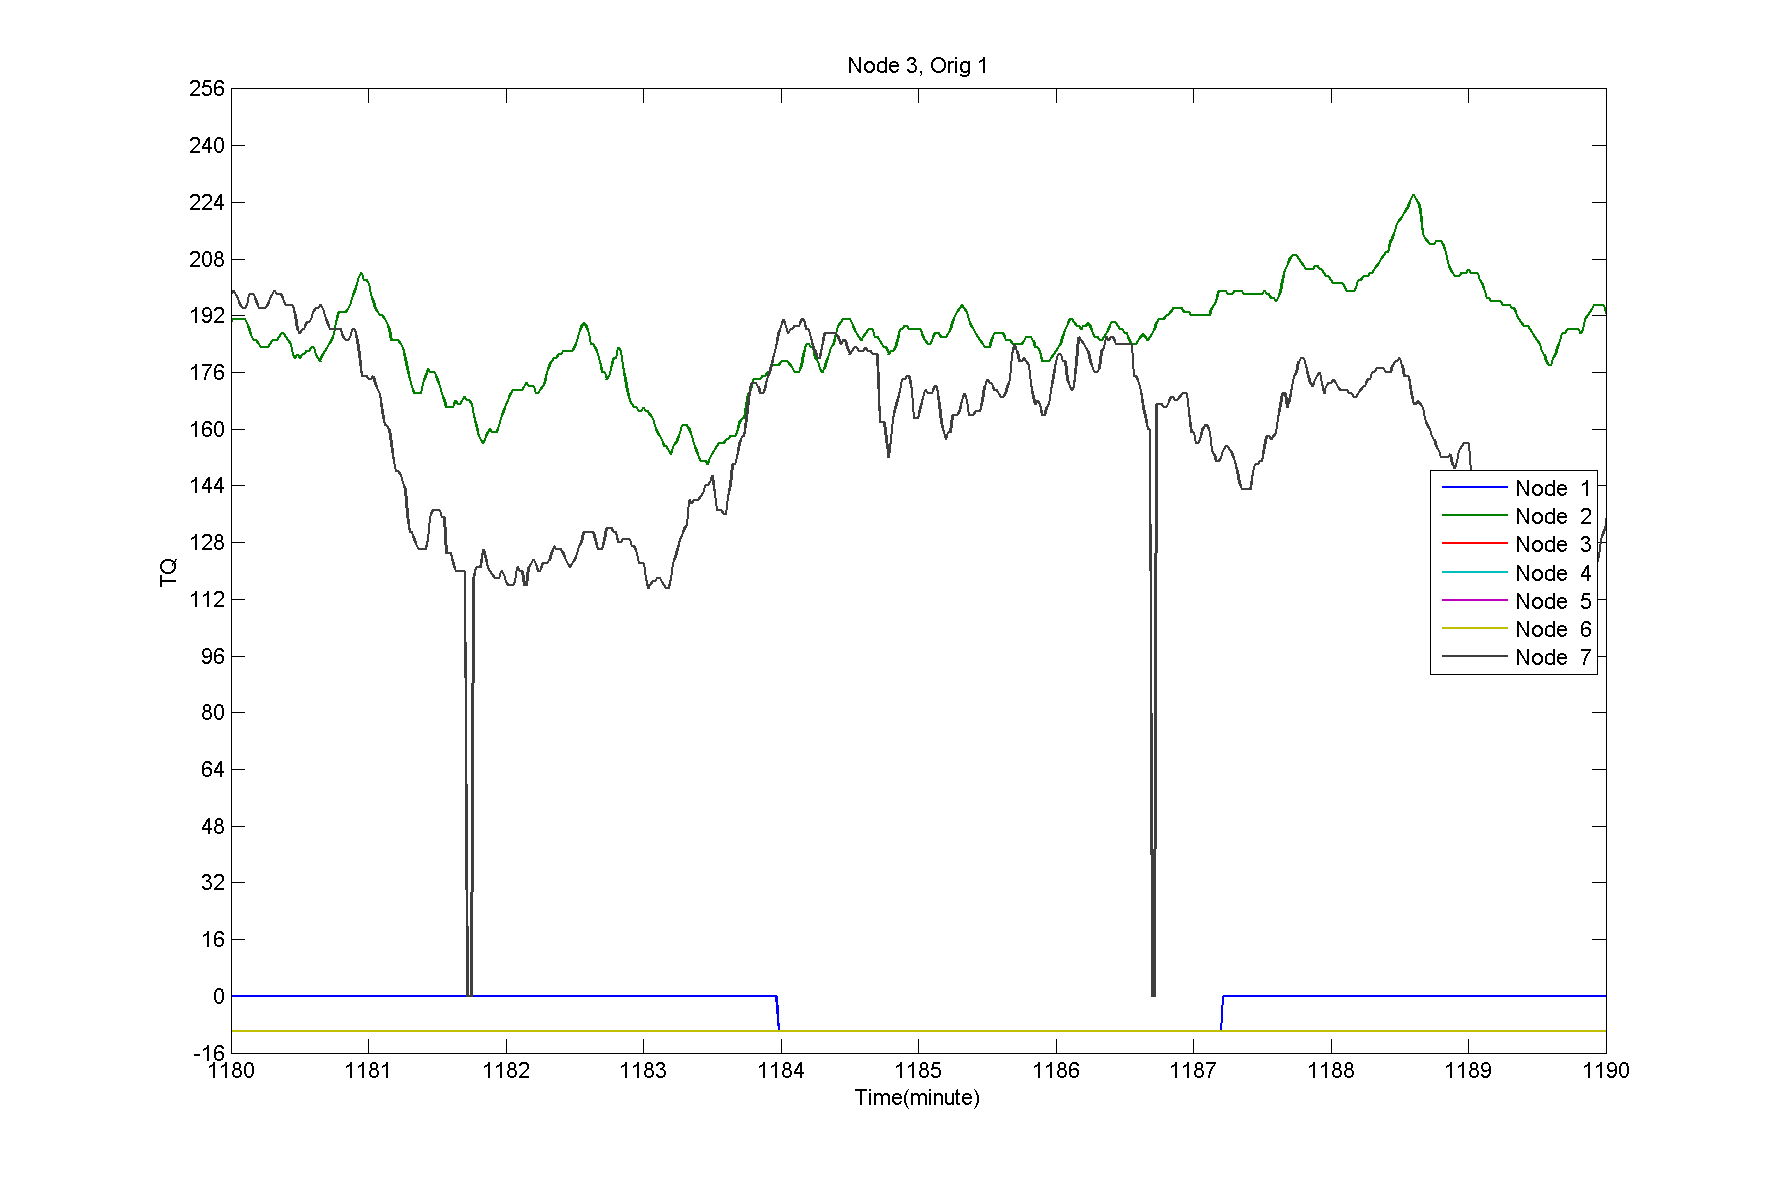 Node 3, Orig 1
256
240
224
208
192
176
160
144
128
112
96
80
64
48
32
16
0
-16
TQ
Node 1
Node 2
Node 3
Node 4
Node 5
Node 6
Node 7
1180 1181 1182 1183 1184 1185 1186 1187 1188 1189 1190
Time(minute)